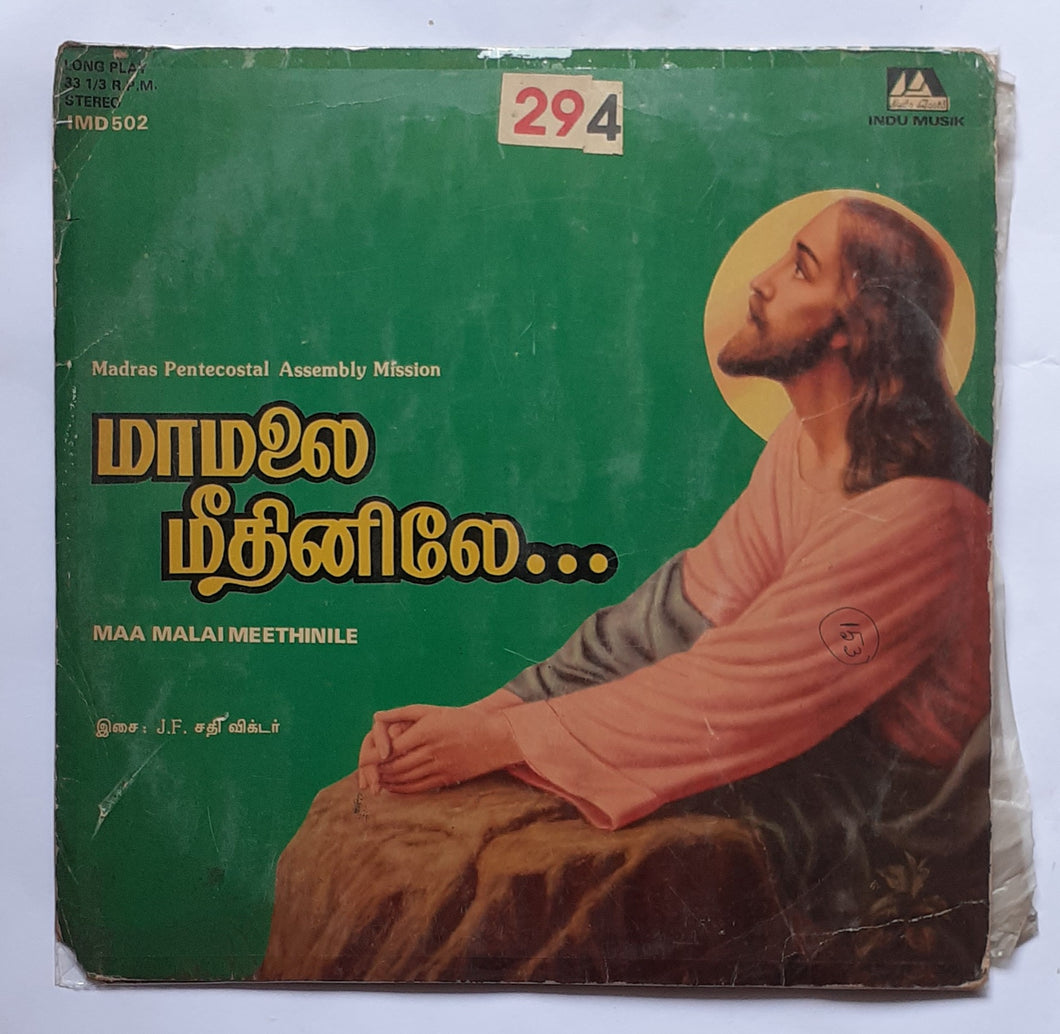 LONG PLAY
33 1/3 R.P.M.
STEREO
IMD 502
294
INDU MUSIK
Madras Pentecostal Assembly Mission
மாமலை
மீதினிலே...
MAA MALAI MEETHINILE
இசை: J.F. சதி விக்டர்
153